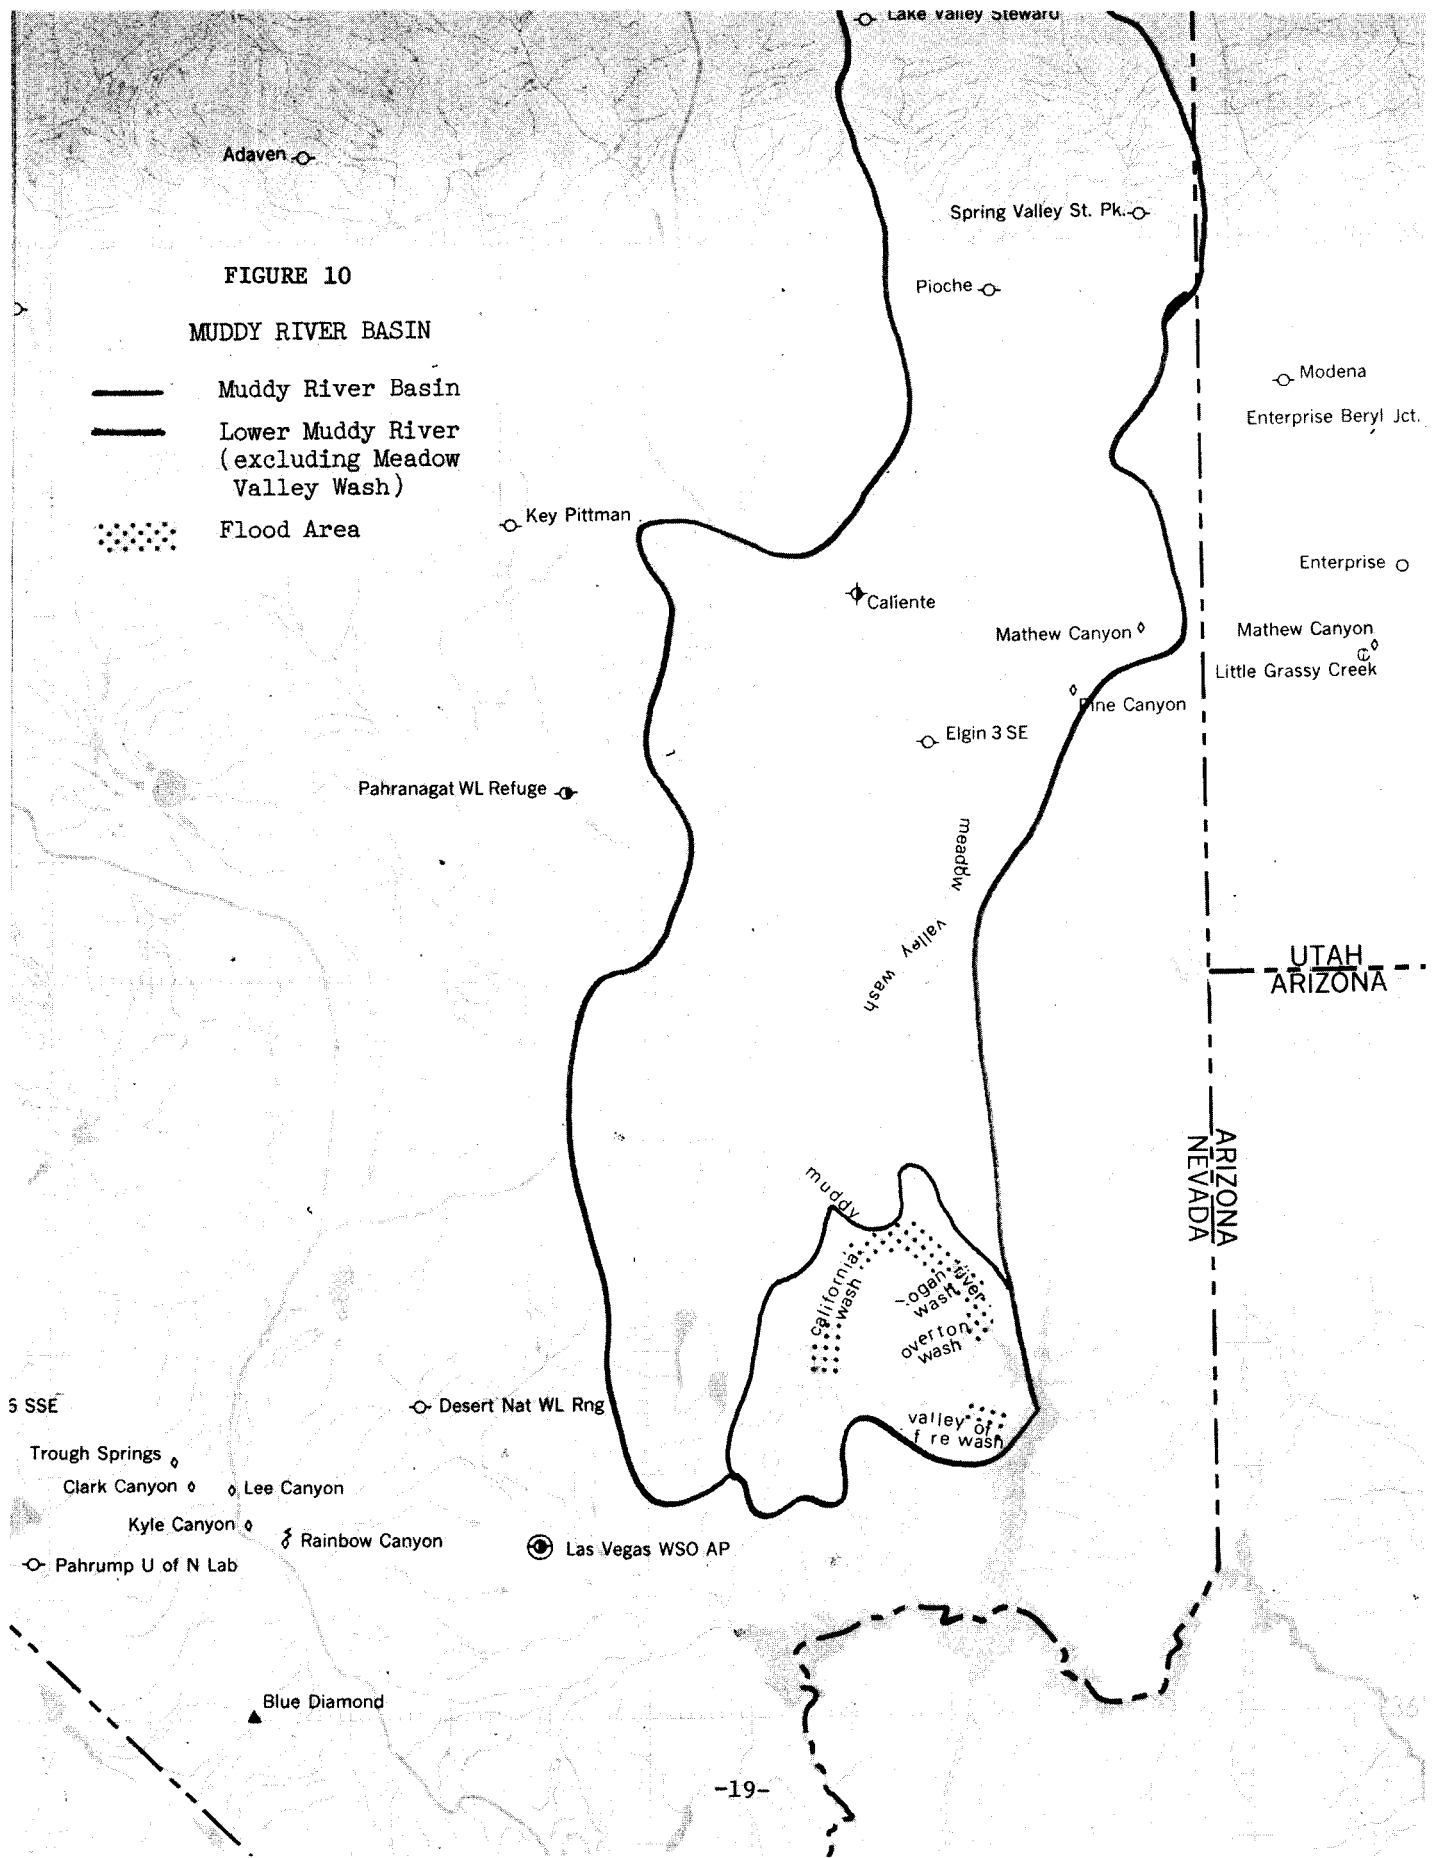 Lake Valley Steward
Adaven
Spring Valley St. Pk.
FIGURE 10
Pioche
MUDDY RIVER BASIN
Modena
Muddy River Basin
Enterprise Beryl Jct.
Lower Muddy River
(excluding Meadow
Valley Wash)
Key Pittman
Flood Area
Enterprise
Caliente
Mathew Canyon
Mathew Canyon
Little Grassy Creek
Pine Canyon
Elgin 3 SE
Pahranagat WL Refuge
meadow
valley
wash
UTAH
ARIZONA
ARIZONA
NEVADA
muddy
river
california
wash
wash
overton
wash
valley of
wash
6 SSE
Desert Nat WL Rng
Trough Springs
Clark Canyon
Lee Canyon
Kyle Canyon
Rainbow Canyon
Las Vegas WSO AP
Pahrump U of N Lab
Blue Diamond
36
-19-